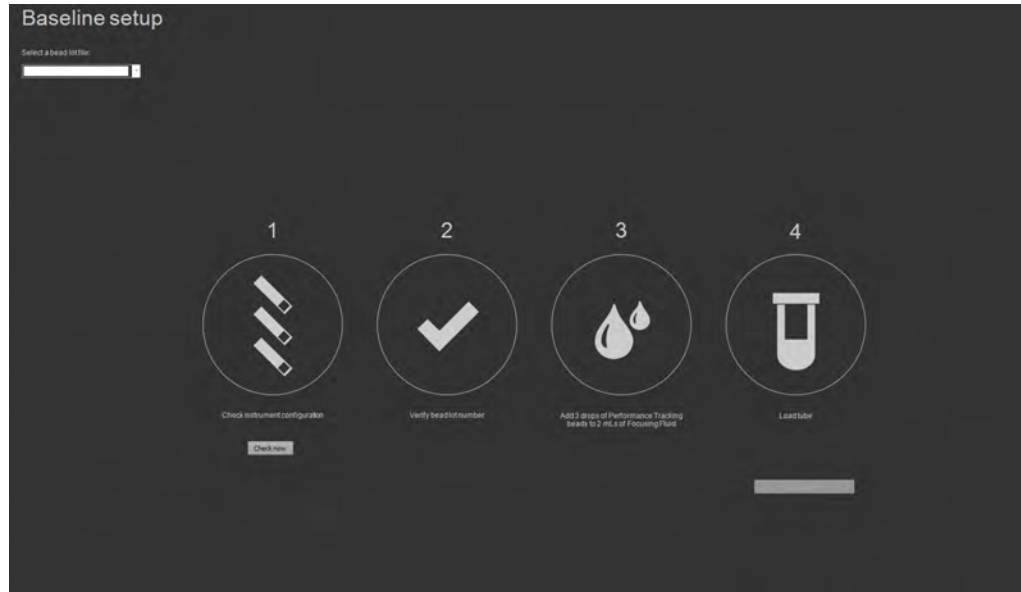 Baseline setup
Select a bead lot file:
1
2
3
4
Check instrument configuration
Verify bead lot number
Add 3 drops of Performance Tracking
beads to 2 mLs of Focusing Fluid
Load tube
Check now